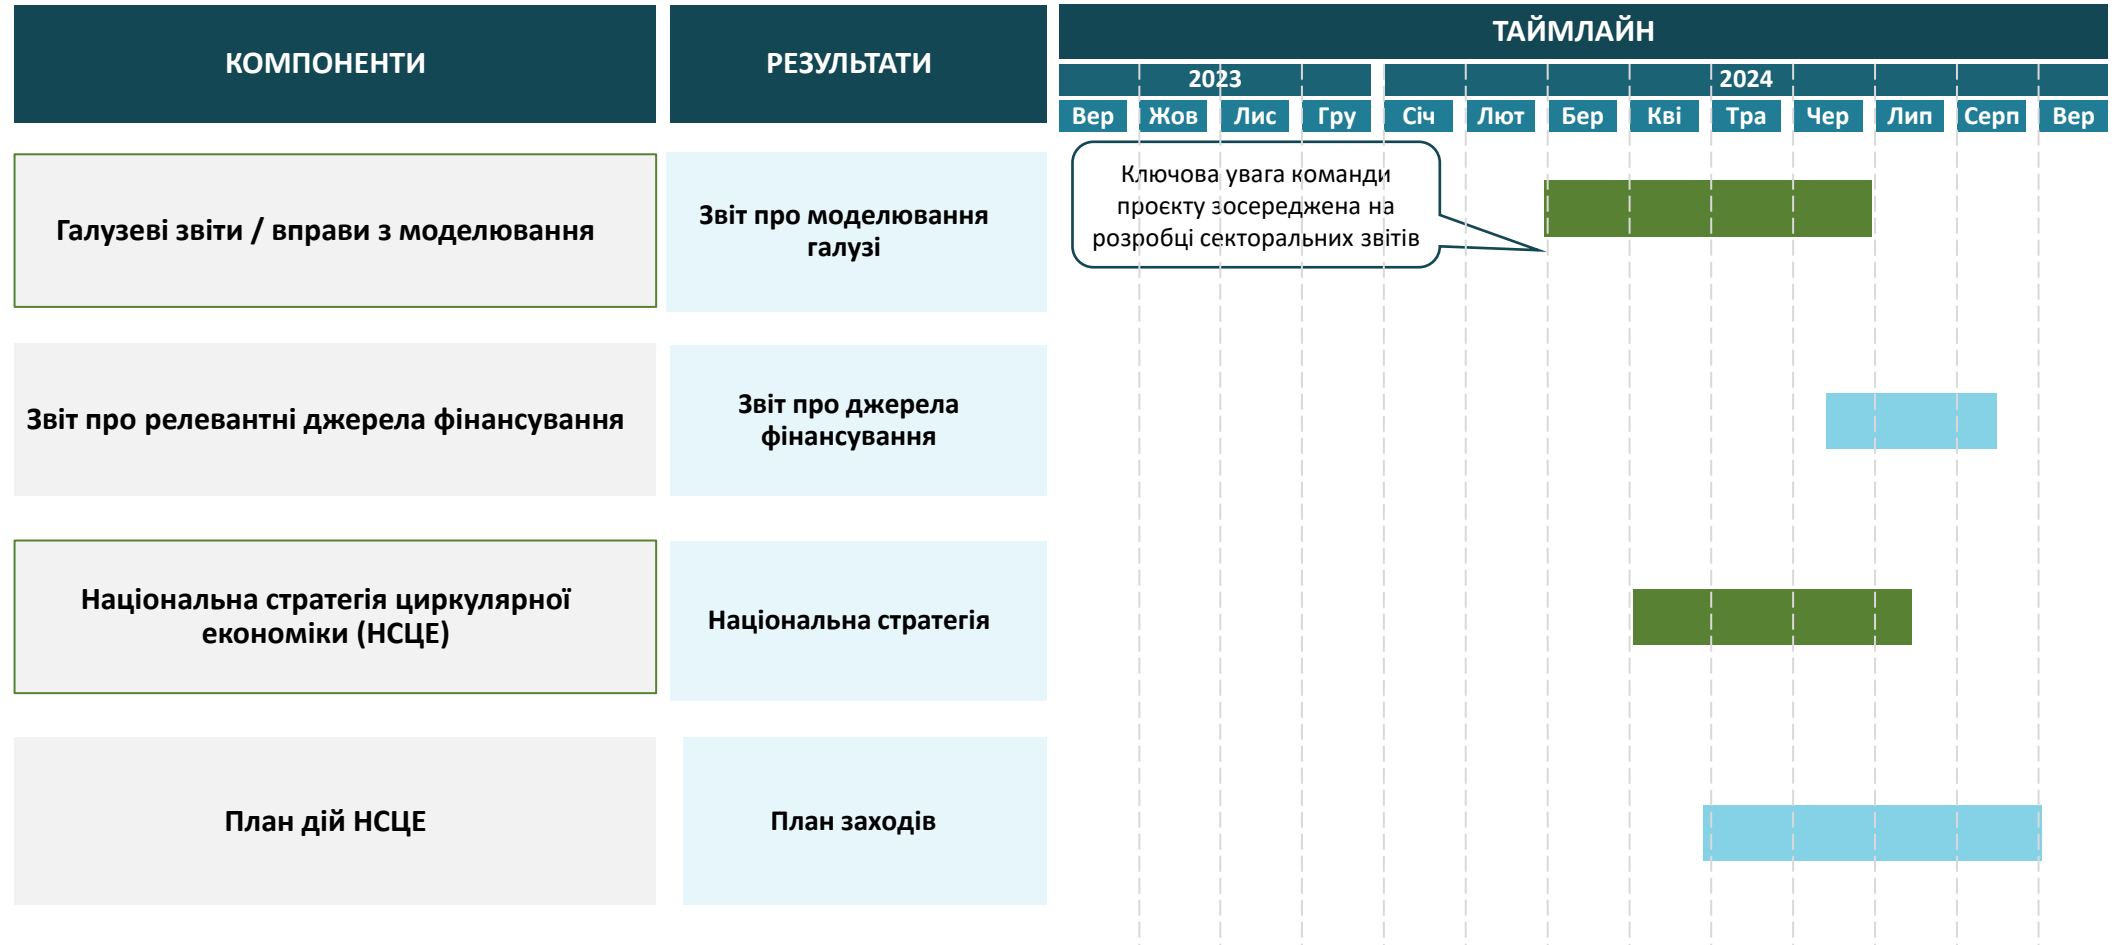 КОМПОНЕНТИ
РЕЗУЛЬТАТИ
ТАЙМЛАЙН
2023
2024
Вер Жов Лис Гру Січ Лют Бер Кві Тра Чер Лип Серп Вер
Галузеві звіти / вправи з моделювання
Звіт про моделювання
галузі
Ключова увага команди
проєкту зосереджена на
розробці секторальних звітів
Звіт про релевантні джерела фінансування
Звіт про джерела
фінансування
Національна стратегія циркулярної
економіки (НСЦЕ)
Національна стратегія
План дій НСЦЕ
План заходів